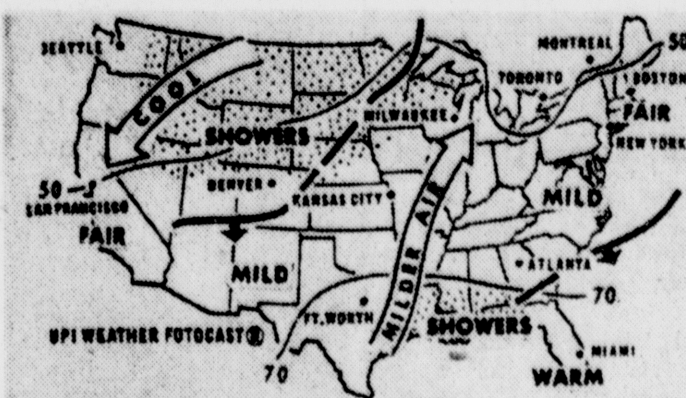 SEATTLE
MONTREAL
50
TORONTO
BOSTON
COOL
FAIR
SHOWERS
MILWAUKEE
NEW YORK
50
DENVER
KANSAS CITY
MILD
SAN FRANCISCO
FAIR
MILDER AIR
MILD
ATLANTA
70
FT. WORTH
SHOWERS
UPI WEATHER FOTOCAST ®
MIAMI
70
WARM